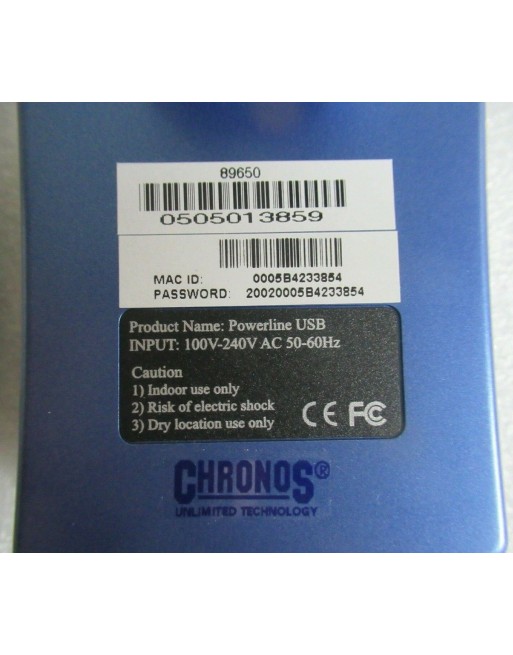 89650
0505013859
MAC ID: 0005B4233854
PASSWORD: 20020005B4233854
Product Name: Powerline USB
INPUT: 100V-240V AC 50-60Hz
Caution
1) Indoor use only
2) Risk of electric shock
3) Dry location use only
CE FC
CHRONOS®
UNLIMITED TECHNOLOGY